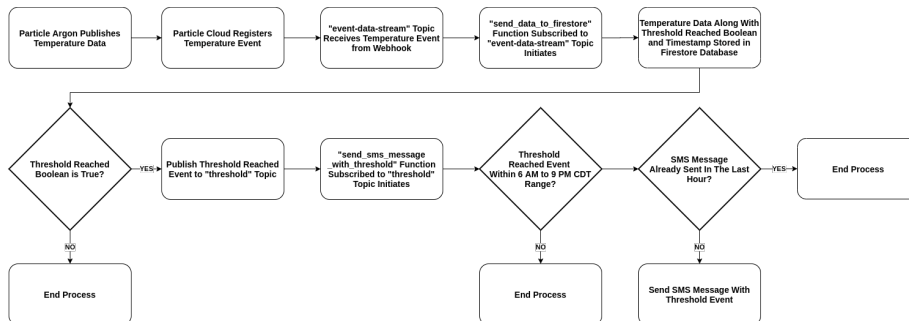 Particle Argon Publishes
Temperature Data
Particle Cloud Registers
Temperature Event
"event-data-stream" Topic
Receives Temperature Event
from Webhook
"send_data_to_firestore"
Function Subscribed to
"event-data-stream" Topic
Initiates
Temperature Data Along With
Threshold Reached Boolean
and Timestamp Stored in
Firestore Database
Threshold Reached
Boolean is True?
YES
Publish Threshold Reached
Event to "threshold" Topic
"send_sms_message
_with_threshold" Function
Subscribed to "threshold"
Topic Initiates
Threshold
Reached Event
Within 6 AM to 9 PM CDT
Range?
SMS Message
Already Sent In The Last
Hour?
YES
End Process
NO
NO
NO
End Process
End Process
Send SMS Message With
Threshold Event